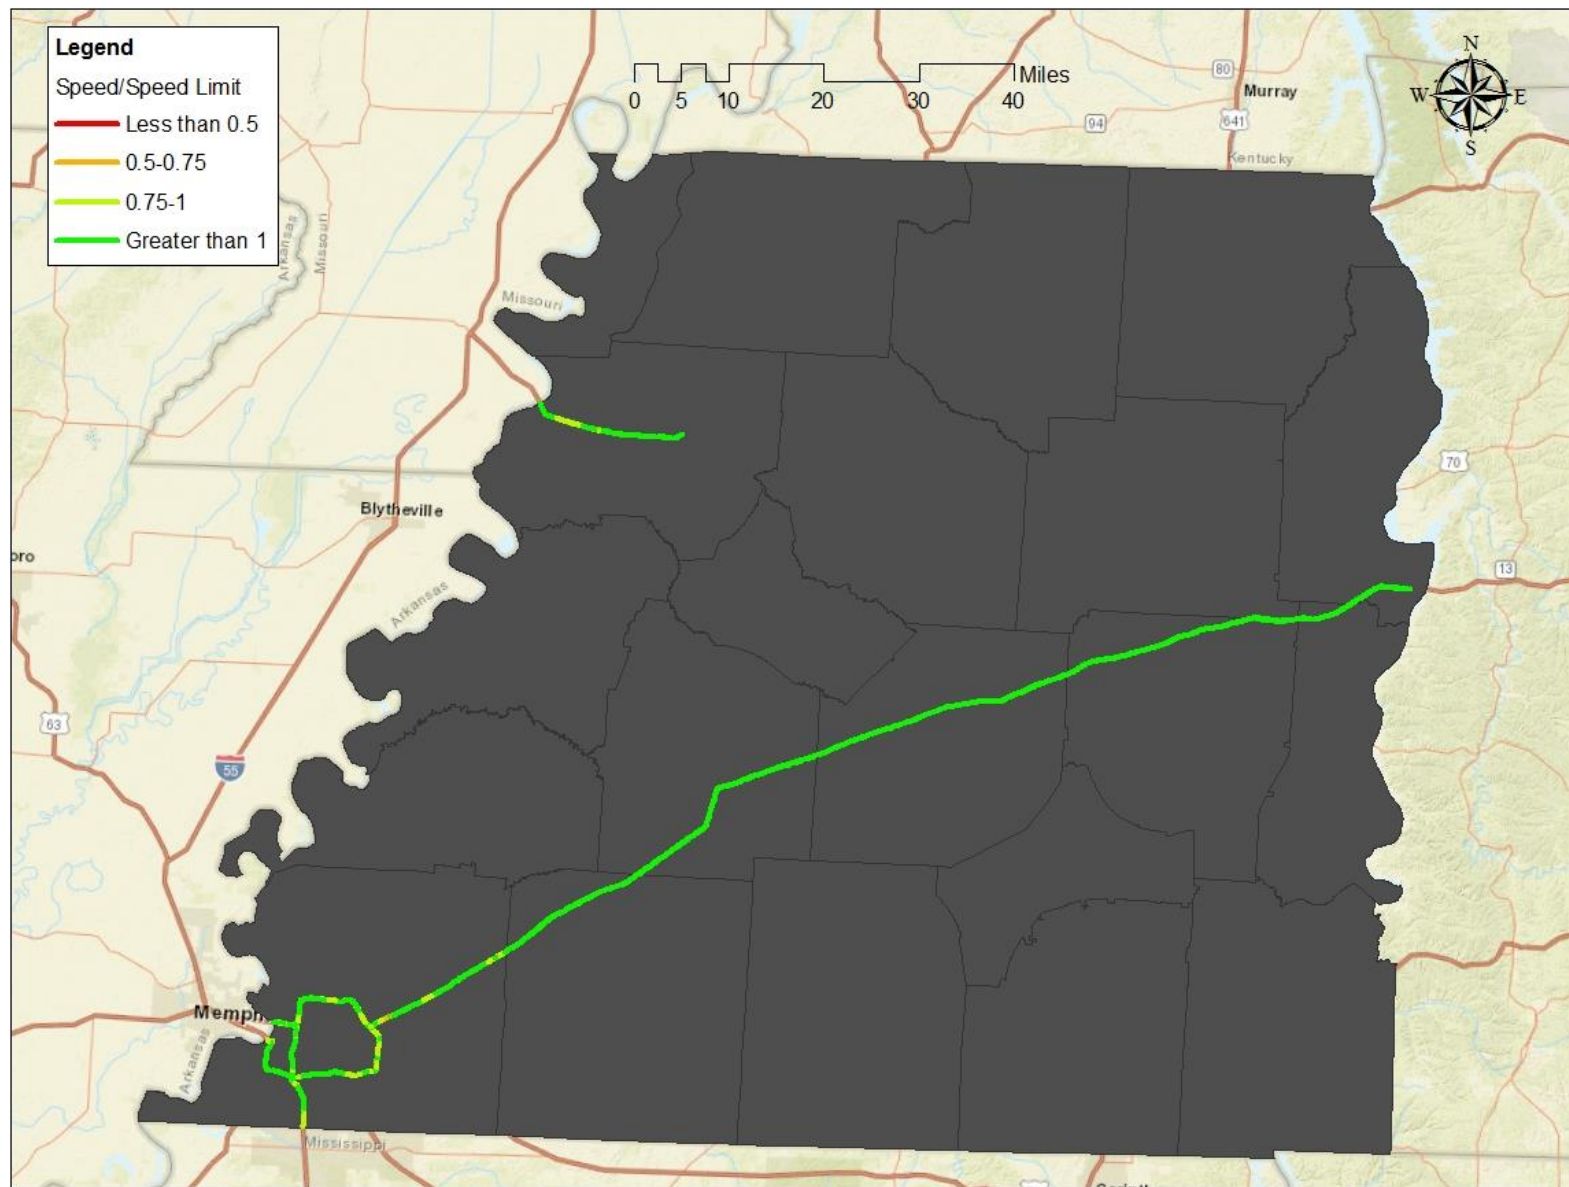 Legend
Speed/Speed Limit
Less than 0.5
0.5-0.75
0.75-1
Greater than 1
Miles
0 5 10 20 30 40
N
W E
S
80
Murray
94
641
Kentucky
Arkansas
Missouri
Missouri
70
Blytheville
oro
13
Arkansas
63
55
Memph
Arkansas
Mississippi